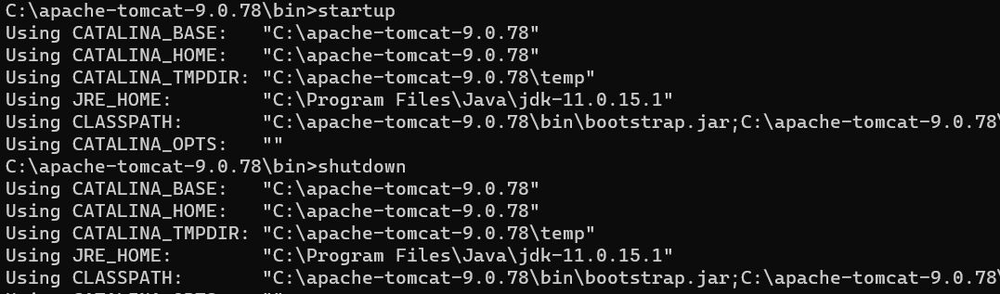 C:\apache-tomcat-9.0.78\bin>startup
Using CATALINA_BASE:   "C:\apache-tomcat-9.0.78"
Using CATALINA_HOME:   "C:\apache-tomcat-9.0.78"
Using CATALINA_TMPDIR: "C:\apache-tomcat-9.0.78\temp"
Using JRE_HOME:        "C:\Program Files\Java\jdk-11.0.15.1"
Using CLASSPATH:       "C:\apache-tomcat-9.0.78\bin\bootstrap.jar;C:\apache-tomcat-9.0.78\
Using CATALINA_OPTS:   ""
C:\apache-tomcat-9.0.78\bin>shutdown
Using CATALINA_BASE:   "C:\apache-tomcat-9.0.78"
Using CATALINA_HOME:   "C:\apache-tomcat-9.0.78"
Using CATALINA_TMPDIR: "C:\apache-tomcat-9.0.78\temp"
Using JRE_HOME:        "C:\Program Files\Java\jdk-11.0.15.1"
Using CLASSPATH:       "C:\apache-tomcat-9.0.78\bin\bootstrap.jar;C:\apache-tomcat-9.0.78\